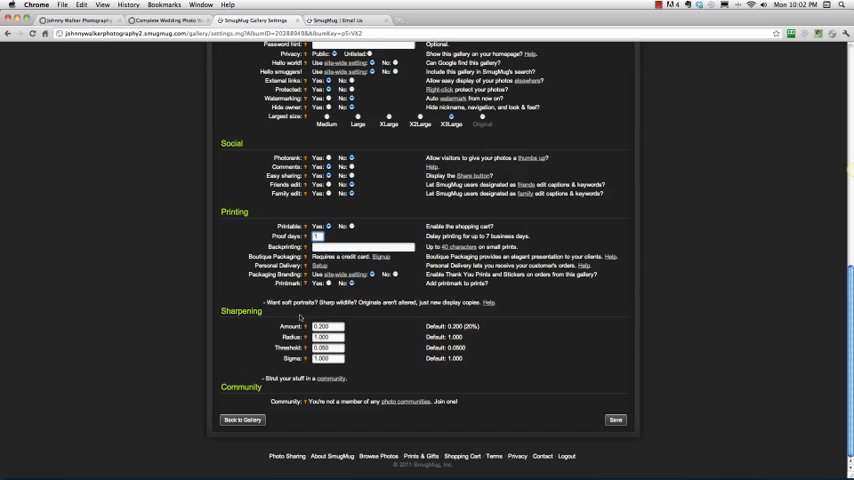 Chrome File Edit View History Bookmarks Window Help 4 Mon 10:02 PM
Johnny Walker Photography Complete Wedding Photo SmugMug Gallery Settings SmugMug | Email Us
johnnywalkerphotography2.smugmug.com/gallery/settings.mg?AlbumID=20288949&AlbumKey=p5rVX2
Password hint: ? Optional.
Privacy: ? Public: Unlisted: Show this gallery on your homepage? Help.
Hello world! ? Use site-wide setting: No: Can Google find this gallery?
Hello smuggers! ? Use site-wide setting: No: Include this gallery in SmugMug's search?
External links: ? Yes: No: Allow easy display of your photos elsewhere?
Protected: ? Yes: No: Right-click protect your photos?
Watermarking: ? Yes: No: Auto watermark from now on?
Hide owner: ? Yes: No: Hide nickname, navigation, and look & feel?
Largest size: ?
Medium Large XLarge X2Large X3Large Original
Social
Photorank: ? Yes: No: Allow visitors to give your photos a thumbs up?
Comments: ? Yes: No: Help.
Easy sharing: ? Yes: No: Display the Share button?
Friends edit: ? Yes: No: Let SmugMug users designated as friends edit captions & keywords?
Family edit: ? Yes: No: Let SmugMug users designated as family edit captions & keywords?
Printing
Printable: ? Yes: No: Enable the shopping cart?
Proof days: ? 1 Delay printing for up to 7 business days.
Backprinting: ? Up to 40 characters on small prints.
Boutique Packaging: ? Requires a credit card. Signup Boutique Packaging provides an elegant presentation to your clients. Help.
Personal Delivery: ? Setup Personal Delivery lets you receive your customer's orders. Help.
Packaging Branding: ? Use site-wide setting: No: Enable Thank You Prints and Stickers on orders from this gallery?
Printmark: ? Yes: No: Add printmark to prints?
- Want soft portraits? Sharp wildlife? Originals aren't altered, just new display copies. Help.
Sharpening
Amount: ? 0.200 Default: 0.200 (20%)
Radius: ? 1.000 Default: 1.000
Threshold: ? 0.050 Default: 0.0500
Sigma: ? 1.000 Default: 1.000
- Strut your stuff in a community.
Community
Community: ? You're not a member of any photo communities. Join one!
Back to Gallery Save
Photo Sharing About SmugMug Browse Photos Prints & Gifts Shopping Cart Terms Privacy Contact Logout
© 2011 SmugMug, Inc.